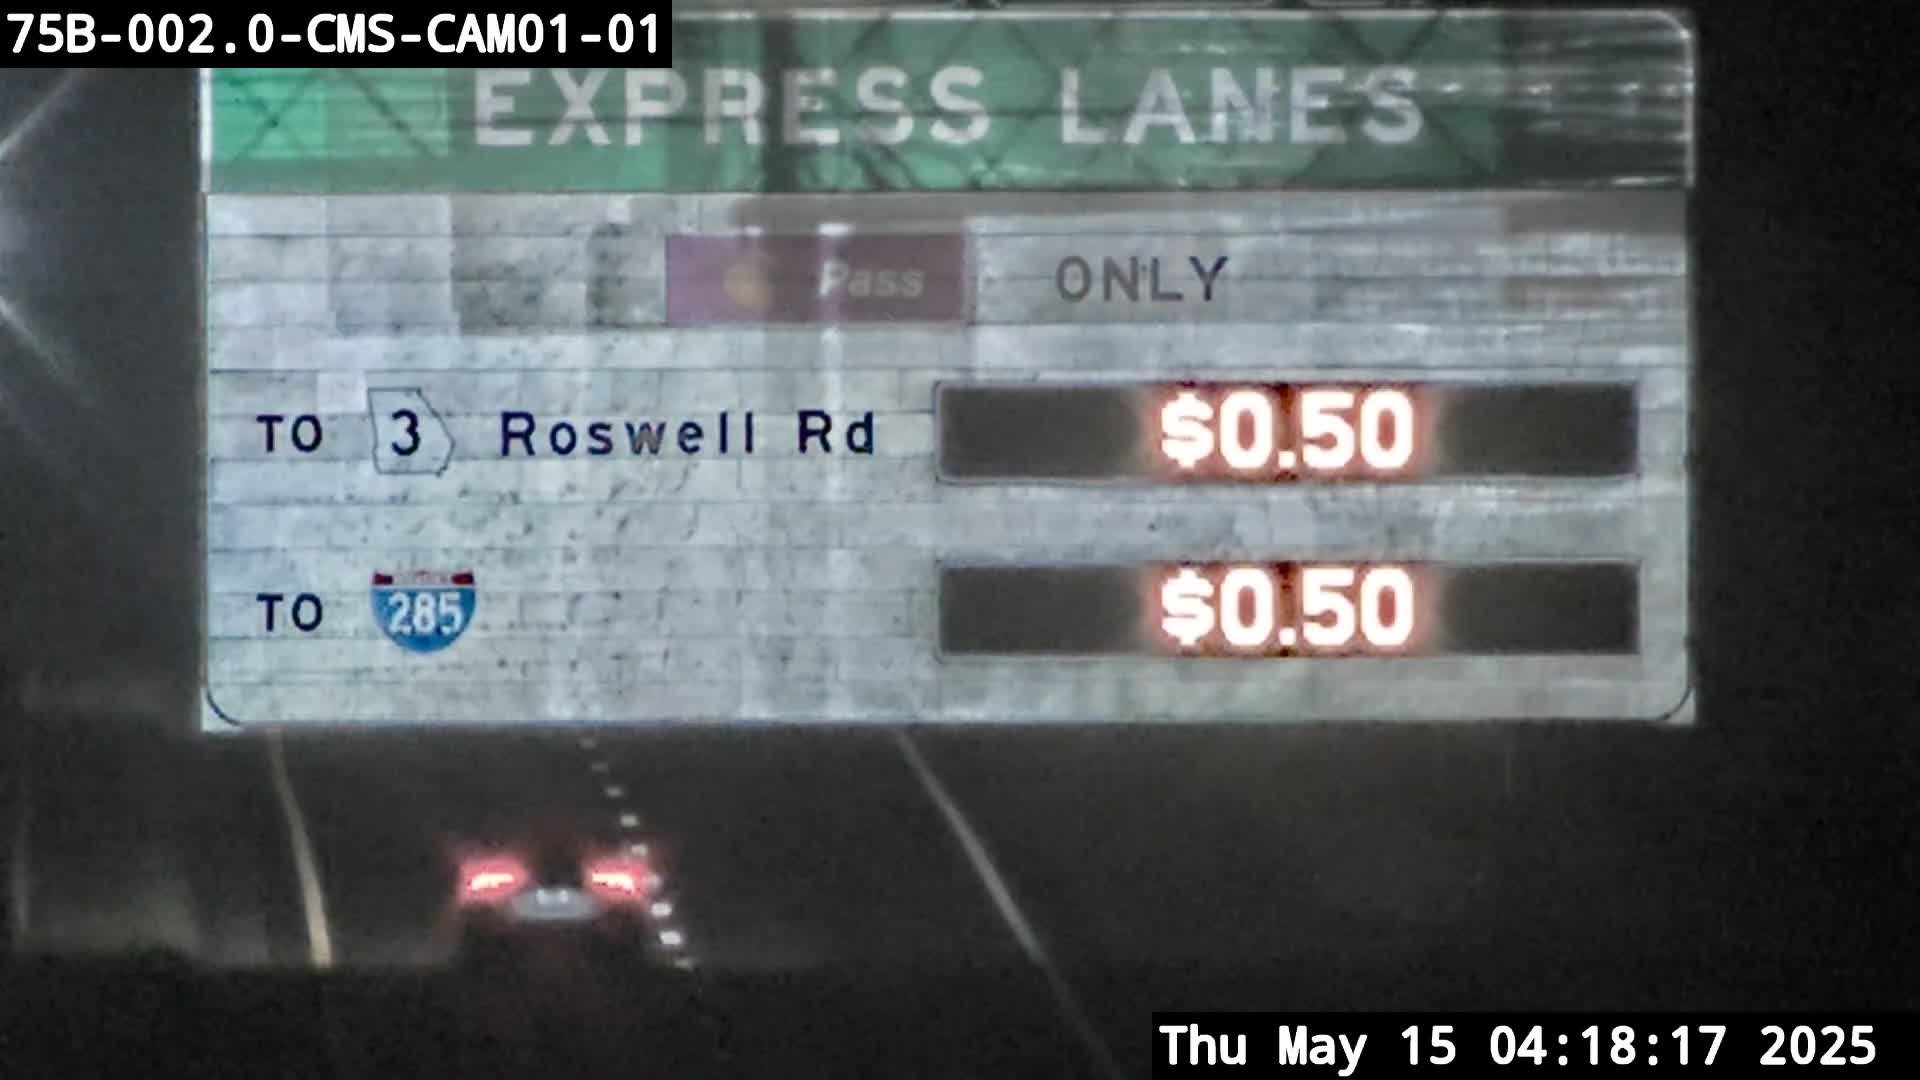 75B-002.0-CMS-CAM01-01
EXPRESS LANES
Pass ONLY
TO 3 Roswell Rd $0.50
TO 285 $0.50
Thu May 15 04:18:17 2025